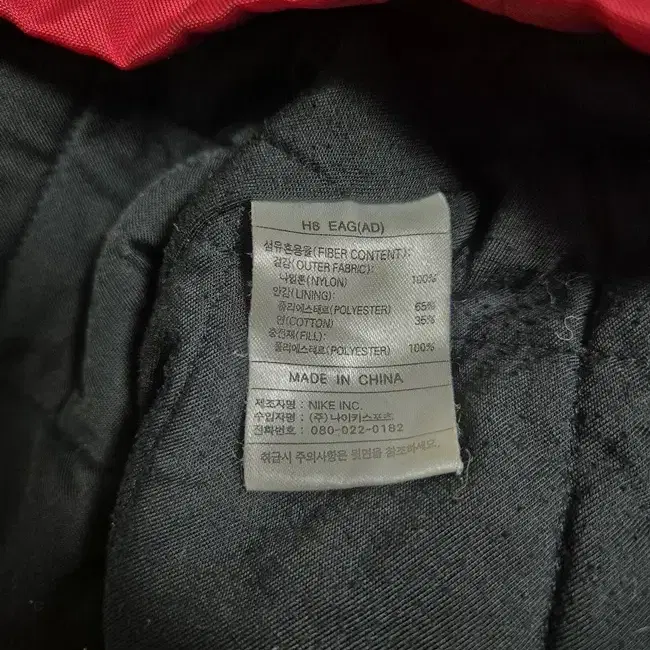 H6 EAG(AD)
섬유혼용율(FIBER CONTENT):
겉감(OUTER FABRIC):
나일론(NYLON) 100%
안감(LINING):
폴리에스테르(POLYESTER) 65%
면(COTTON) 35%
충전재(FILL):
폴리에스테르(POLYESTER) 100%
MADE IN CHINA
제조자명 : NIKE INC.
수입자명 : (주)나이키스포츠
전화번호 : 080-022-0182
취급시 주의사항은 뒷면을 참조하세요.